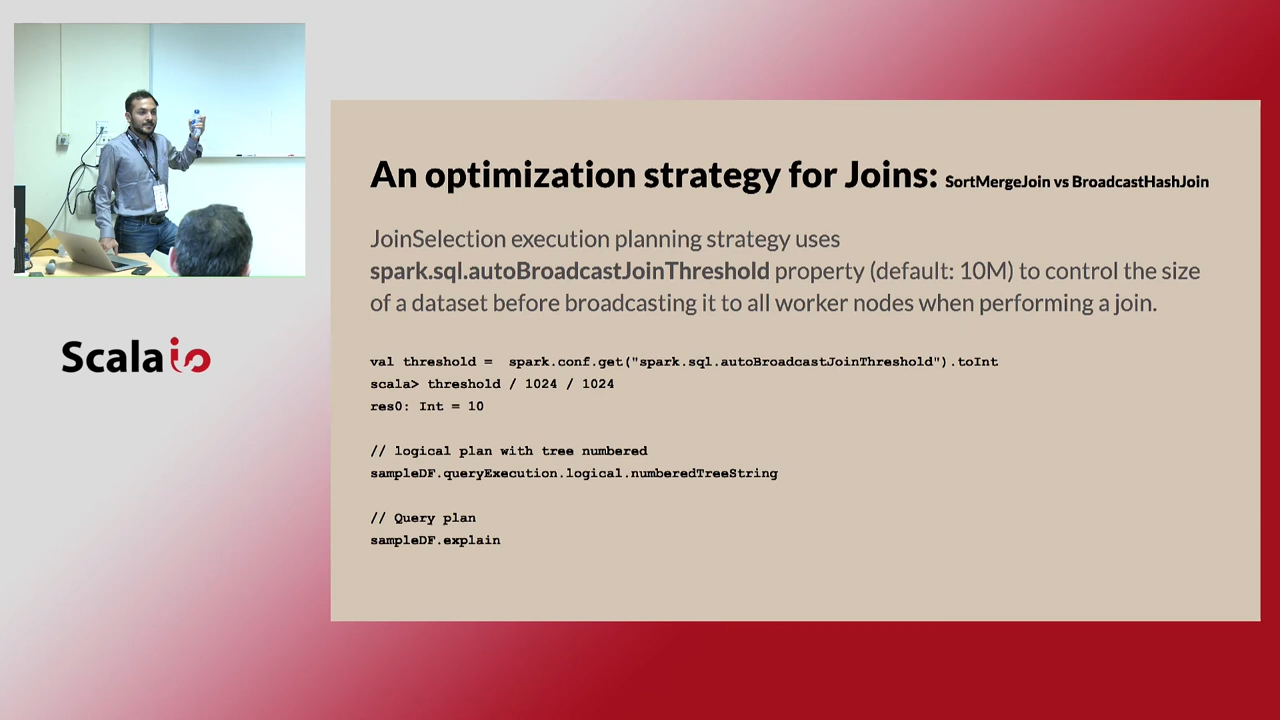 Scala io
An optimization strategy for Joins: SortMergeJoin vs BroadcastHashJoin
JoinSelection execution planning strategy uses
spark.sql.autoBroadcastJoinThreshold property (default: 10M) to control the size
of a dataset before broadcasting it to all worker nodes when performing a join.
val threshold =  spark.conf.get("spark.sql.autoBroadcastJoinThreshold").toInt
scala> threshold / 1024 / 1024
res0: Int = 10
// logical plan with tree numbered
sampleDF.queryExecution.logical.numberedTreeString
// Query plan
sampleDF.explain